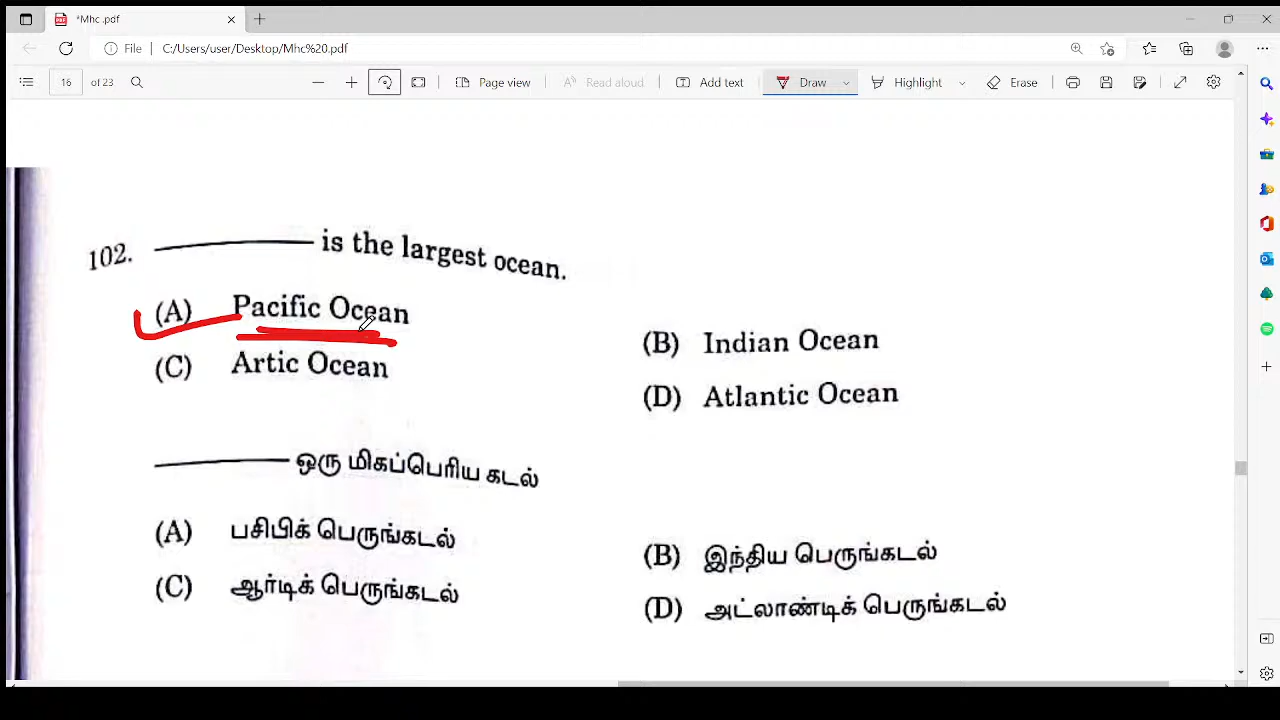 *Mhc .pdf
File C:/Users/user/Desktop/Mhc%20.pdf
16 of 23 Page view Read aloud Add text Draw Highlight Erase
102. is the largest ocean.
(A) Pacific Ocean
(B) Indian Ocean
(C) Artic Ocean
(D) Atlantic Ocean
ஒரு மிகப்பெரிய கடல்
(A) பசிபிக் பெருங்கடல்
(B) இந்திய பெருங்கடல்
(C) ஆர்டிக் பெருங்கடல்
(D) அட்லாண்டிக் பெருங்கடல்